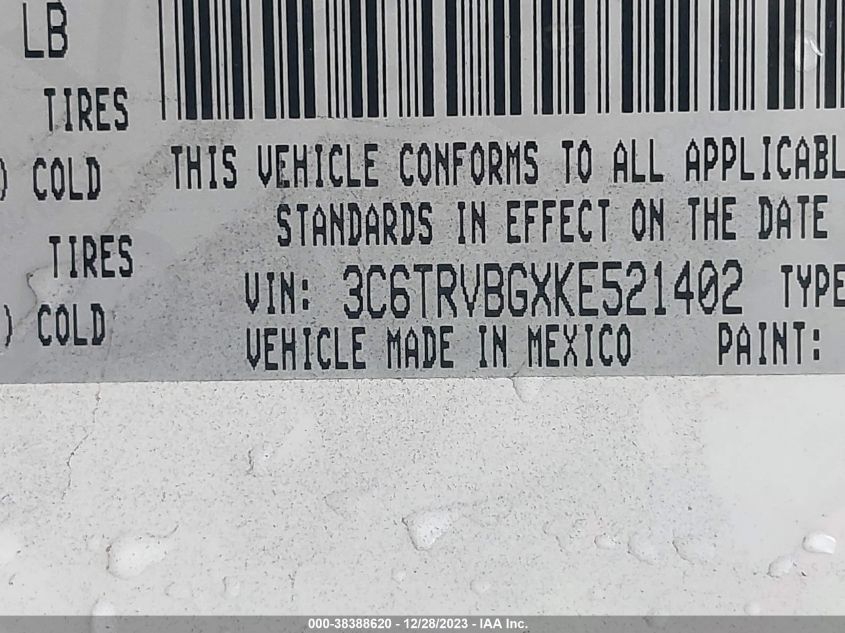 LB
TIRES
) COLD
THIS VEHICLE CONFORMS TO ALL APPLICABL
STANDARDS IN EFFECT ON THE DATE
TIRES
VIN: 3C6TRVBGXKE521402 TYPE
) COLD
VEHICLE MADE IN MEXICO PAINT:
000-38388620 - 12/28/2023 - IAA Inc.